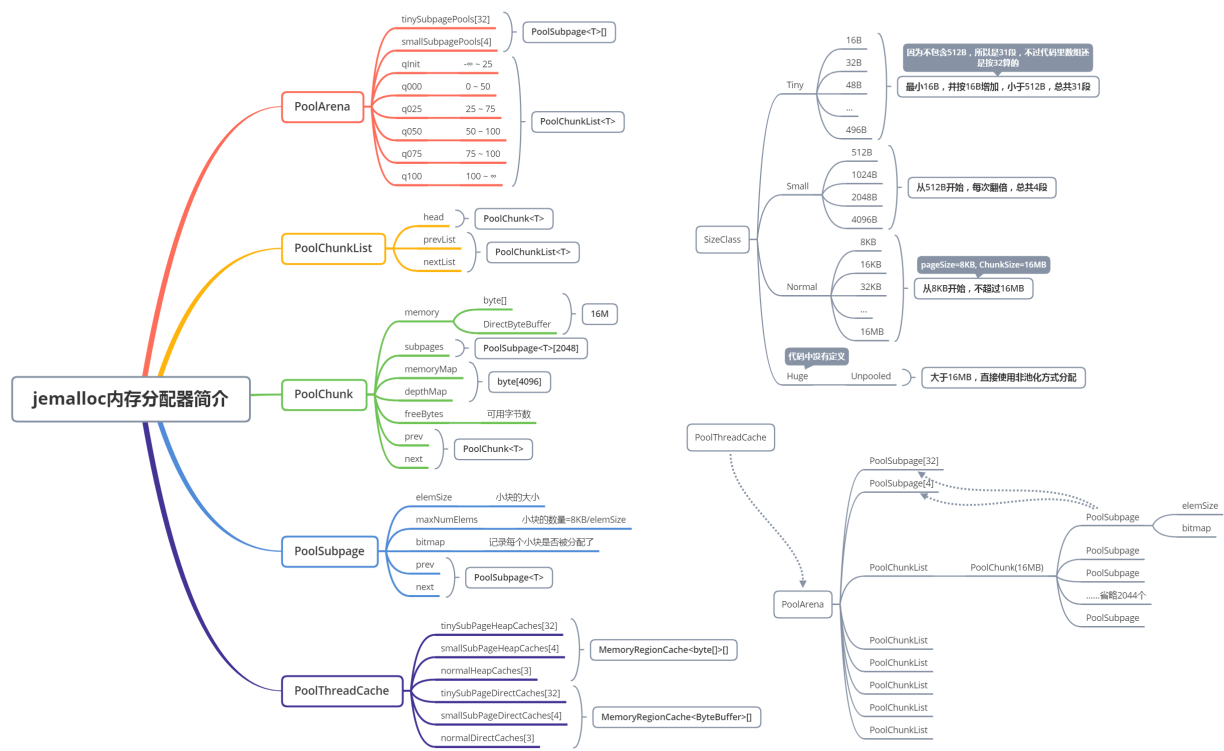 jemalloc内存分配器简介
PoolArena
tinySubpagePools[32]
smallSubpagePools[4]
PoolSubpage<T>[]
qInit -∞ ~ 25
q000 0 ~ 50
q025 25 ~ 75
q050 50 ~ 100
q075 75 ~ 100
q100 100 ~ ∞
PoolChunkList<T>
PoolChunkList
head
PoolChunk<T>
prevList
nextList
PoolChunkList<T>
PoolChunk
memory
byte[]
DirectByteBuffer
16M
subpages
PoolSubpage<T>[2048]
memoryMap
depthMap
byte[4096]
freeBytes 可用字节数
prev
next
PoolChunk<T>
PoolSubpage
elemSize 小块的大小
maxNumElems 小块的数量=8KB/elemSize
bitmap 记录每个小块是否被分配了
prev
next
PoolSubpage<T>
PoolThreadCache
tinySubPageHeapCaches[32]
smallSubPageHeapCaches[4]
normalHeapCaches[3]
MemoryRegionCache<byte[]>[]
tinySubPageDirectCaches[32]
smallSubPageDirectCaches[4]
normalDirectCaches[3]
MemoryRegionCache<ByteBuffer>[]
SizeClass
Tiny
16B
32B
48B
...
496B
因为不包含512B，所以是31段，不过代码里数组还
是按32算的
最小16B，并按16B增加，小于512B，总共31段
Small
512B
1024B
2048B
4096B
从512B开始，每次翻倍，总共4段
Normal
8KB
16KB
32KB
...
16MB
pageSize=8KB, ChunkSize=16MB
从8KB开始，不超过16MB
代码中没有定义
Huge Unpooled
大于16MB，直接使用非池化方式分配
PoolThreadCache
PoolArena
PoolSubpage[32]
PoolSubpage[4]
PoolChunkList PoolChunk(16MB)
PoolSubpage
elemSize
bitmap
PoolSubpage
PoolSubpage
......省略2044个
PoolSubpage
PoolChunkList
PoolChunkList
PoolChunkList
PoolChunkList
PoolChunkList